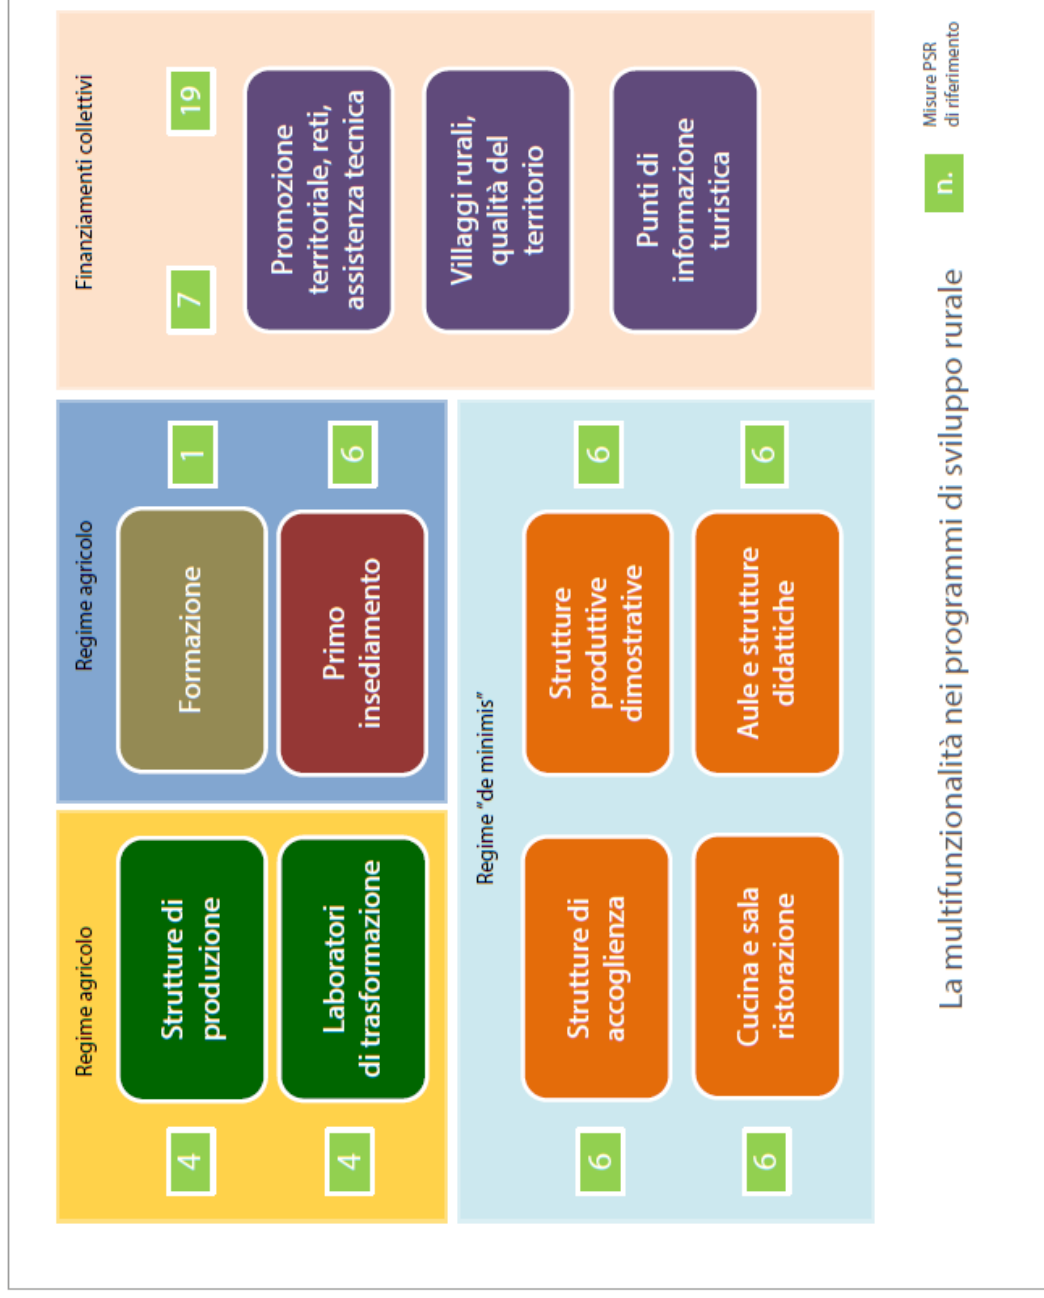 Regime agricolo
4
Strutture di
produzione
4
Laboratori
di trasformazione
Regime agricolo
Formazione
1
Primo
insediamento
6
Regime “de minimis”
6
Strutture di
accoglienza
Strutture
produttive
dimostrative
6
6
Cucina e sala
ristorazione
Aule e strutture
didattiche
6
Finanziamenti collettivi
7
19
Promozione
territoriale, reti,
assistenza tecnica
Villaggi rurali,
qualità del
territorio
Punti di
informazione
turistica
La multifunzionalità nei programmi di sviluppo rurale
n.
Misure PSR
di riferimento